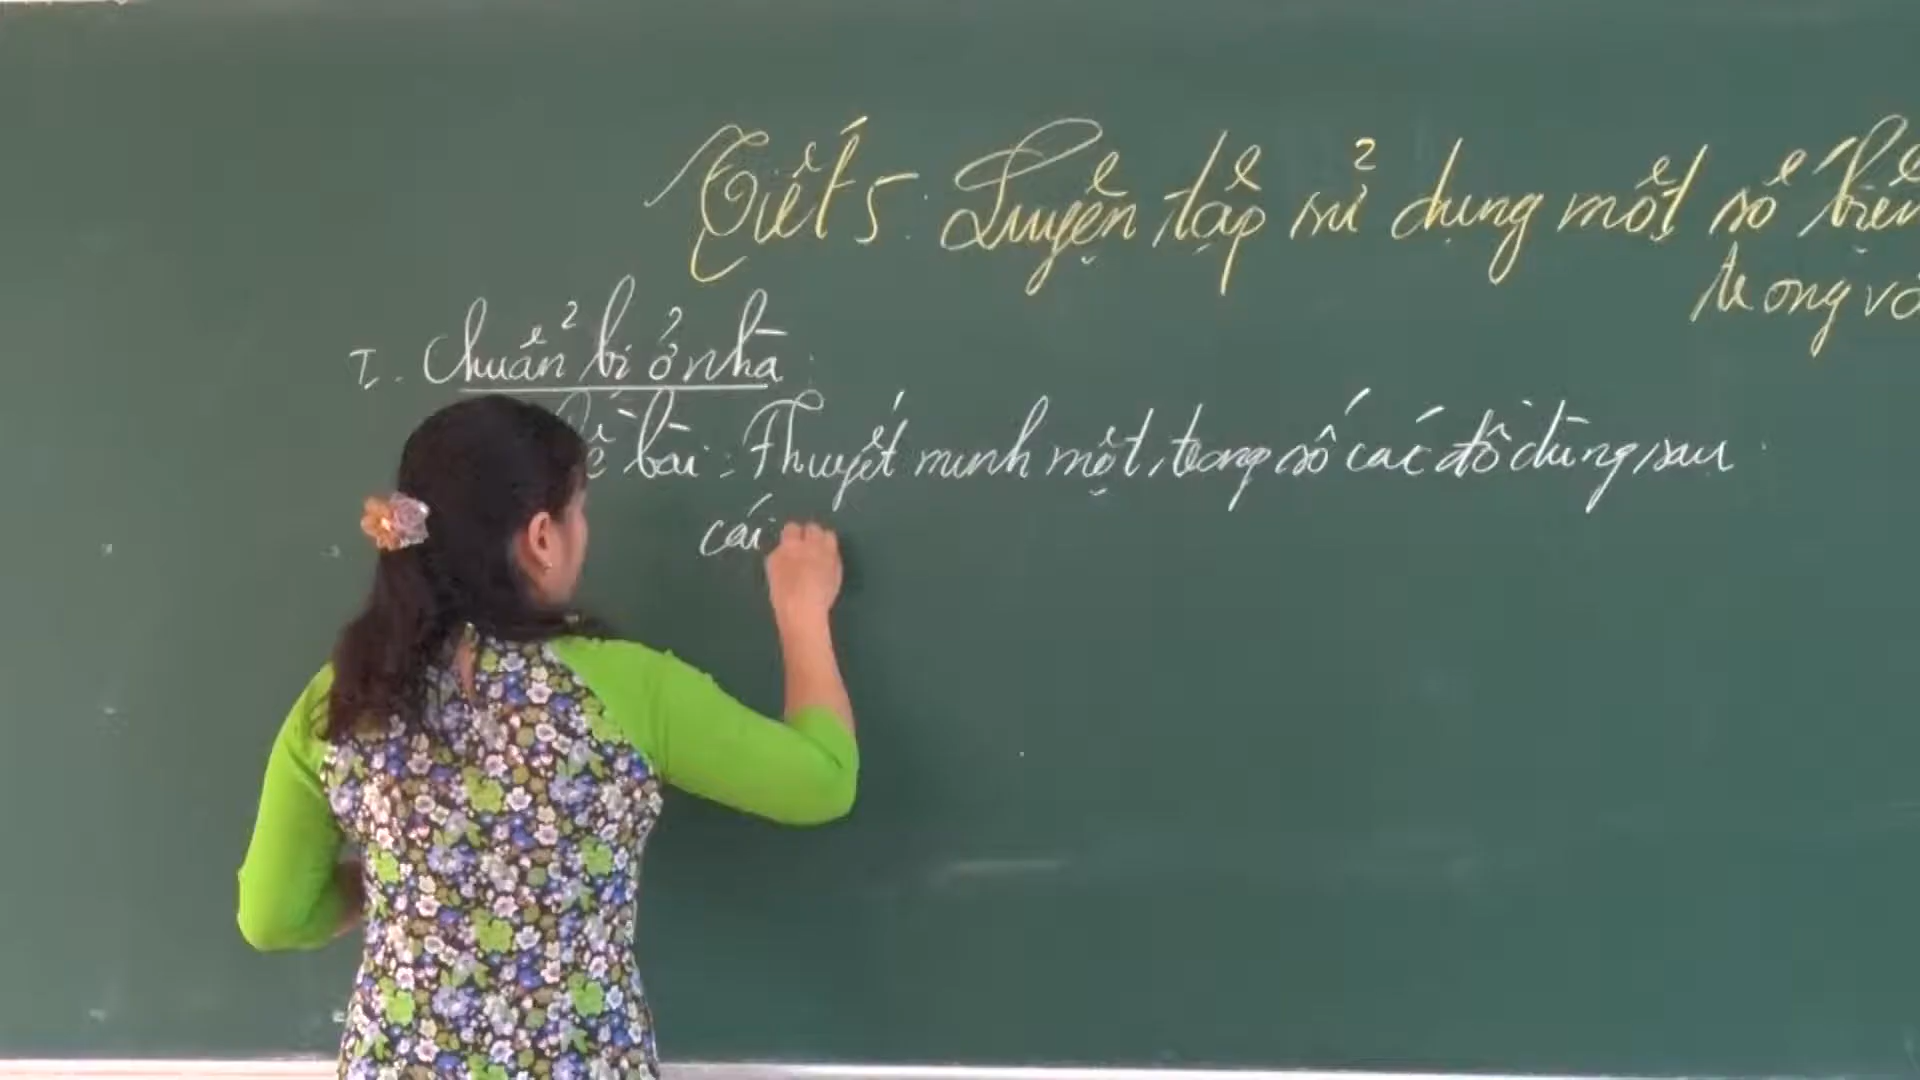 Tiết 5: Luyện tập sử dụng một số biện
trong vă
I. Chuẩn bị ở nhà:
Đề bài: Thuyết minh một trong số các đồ dùng sau
cái